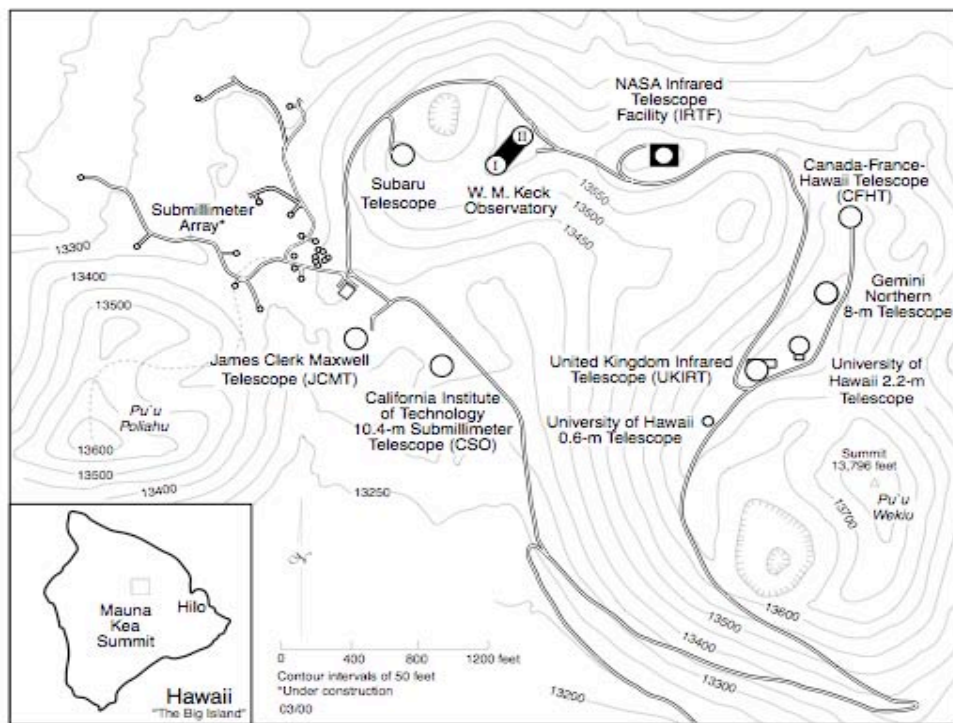 NASA Infrared
Telescope
Facility (IRTF)
Canada-France-
Hawaii Telescope
(CFHT)
II
I
Subaru
Telescope
W. M. Keck
Observatory
Submillimeter
Array*
13550
13500
13450
13300
13400
13500
Gemini
Northern
8-m Telescope
James Clerk Maxwell
Telescope (JCMT)
United Kingdom Infrared
Telescope (UKIRT)
University of
Hawaii 2.2-m
Telescope
California Institute
of Technology
10.4-m Submillimeter
Telescope (CSO)
University of Hawaii
0.6-m Telescope
Pu`u
Poliahu
13600
13500
13400
13250
Summit
13,796 feet
Pu`u
Wekiu
13700
13600
13500
13400
13300
13200
Mauna
Kea
Summit
Hilo
Hawaii
"The Big Island"
0 400 800 1200 feet
Contour intervals of 50 feet
*Under construction
03/00